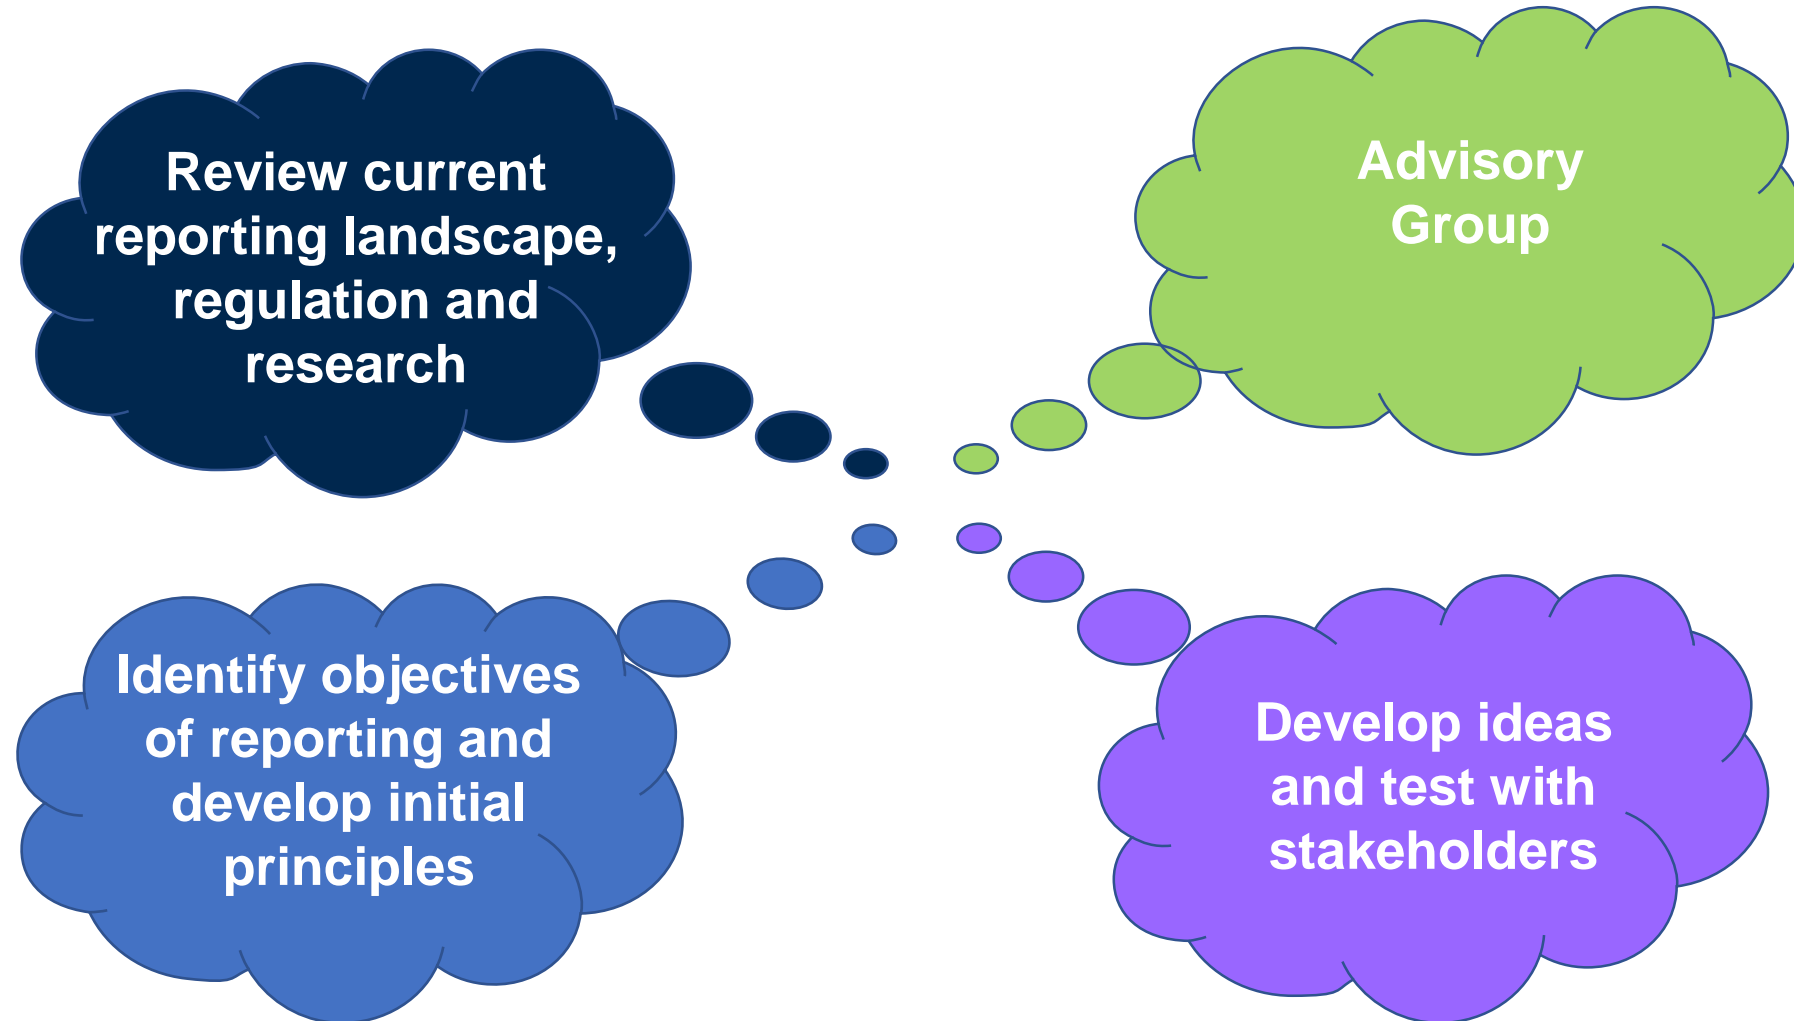 Review current
reporting landscape,
regulation and
research
Advisory
Group
Identify objectives
of reporting and
develop initial
principles
Develop ideas
and test with
stakeholders